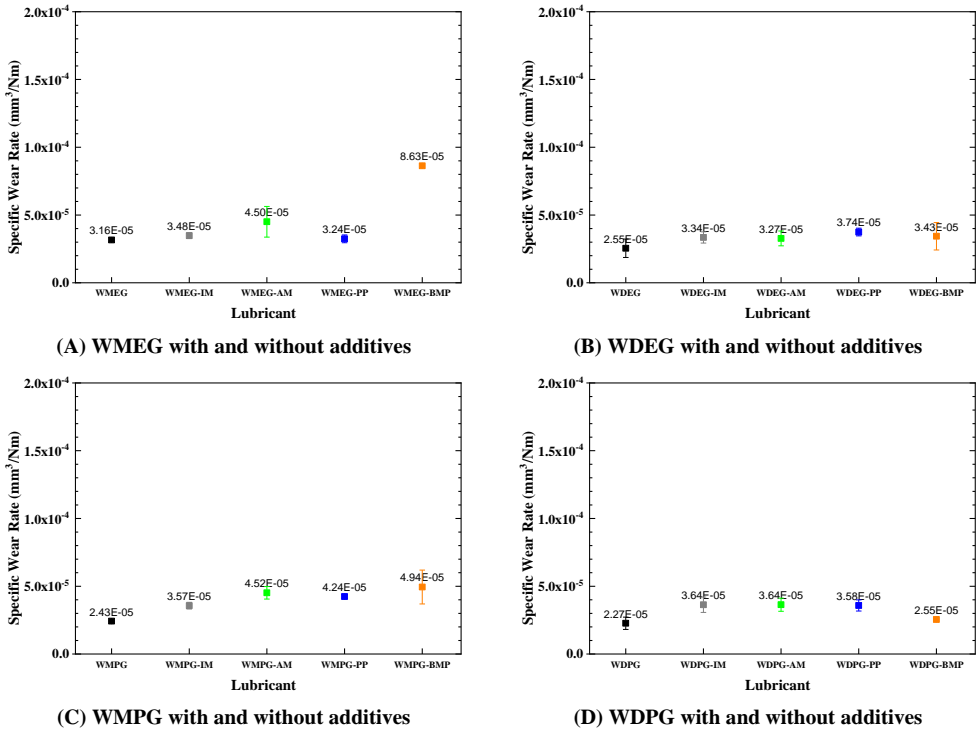 2.0x10⁻⁴
1.5x10⁻⁴
1.0x10⁻⁴
5.0x10⁻⁵
0.0
Specific Wear Rate (mm³/Nm)
3.16E-05
3.48E-05
4.50E-05
3.24E-05
8.63E-05
WMEG
WMEG-IM
WMEG-AM
WMEG-PP
WMEG-BMP
Lubricant
(A) WMEG with and without additives
2.0x10⁻⁴
1.5x10⁻⁴
1.0x10⁻⁴
5.0x10⁻⁵
0.0
Specific Wear Rate (mm³/Nm)
2.55E-05
3.34E-05
3.27E-05
3.74E-05
3.43E-05
WDEG
WDEG-IM
WDEG-AM
WDEG-PP
WDEG-BMP
Lubricant
(B) WDEG with and without additives
2.0x10⁻⁴
1.5x10⁻⁴
1.0x10⁻⁴
5.0x10⁻⁵
0.0
Specific Wear Rate (mm³/Nm)
2.43E-05
3.57E-05
4.52E-05
4.24E-05
4.94E-05
WMPG
WMPG-IM
WMPG-AM
WMPG-PP
WMPG-BMP
Lubricant
(C) WMPG with and without additives
2.0x10⁻⁴
1.5x10⁻⁴
1.0x10⁻⁴
5.0x10⁻⁵
0.0
Specific Wear Rate (mm³/Nm)
2.27E-05
3.64E-05
3.64E-05
3.58E-05
2.55E-05
WDPG
WDPG-IM
WDPG-AM
WDPG-PP
WDPG-BMP
Lubricant
(D) WDPG with and without additives